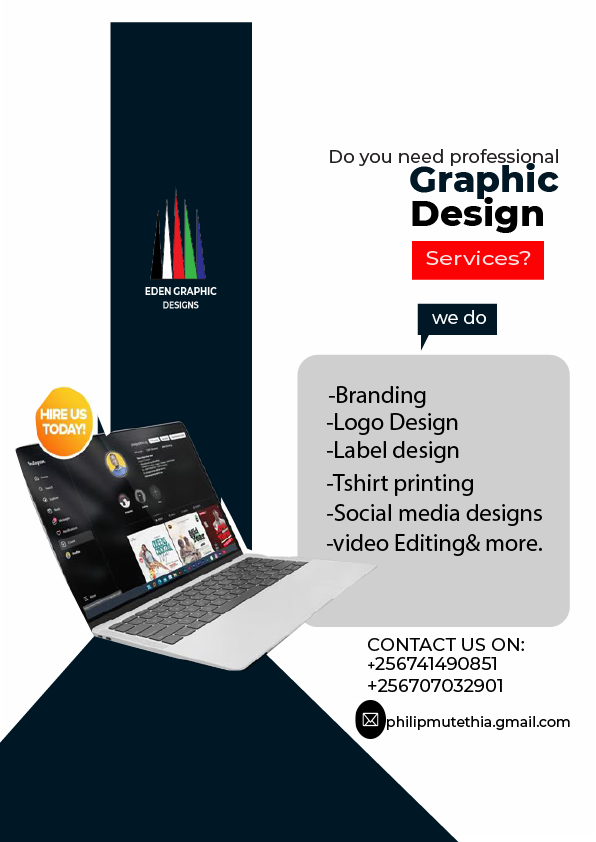 Do you need professional
Graphic
Design
Services?
EDEN GRAPHIC
DESIGNS
we do
-Branding
-Logo Design
-Label design
-Tshirt printing
-Social media designs
-video Editing& more.
HIRE US
TODAY!
Instagram
CONTACT US ON:
+256741490851
+256707032901
philipmutethia.gmail.com